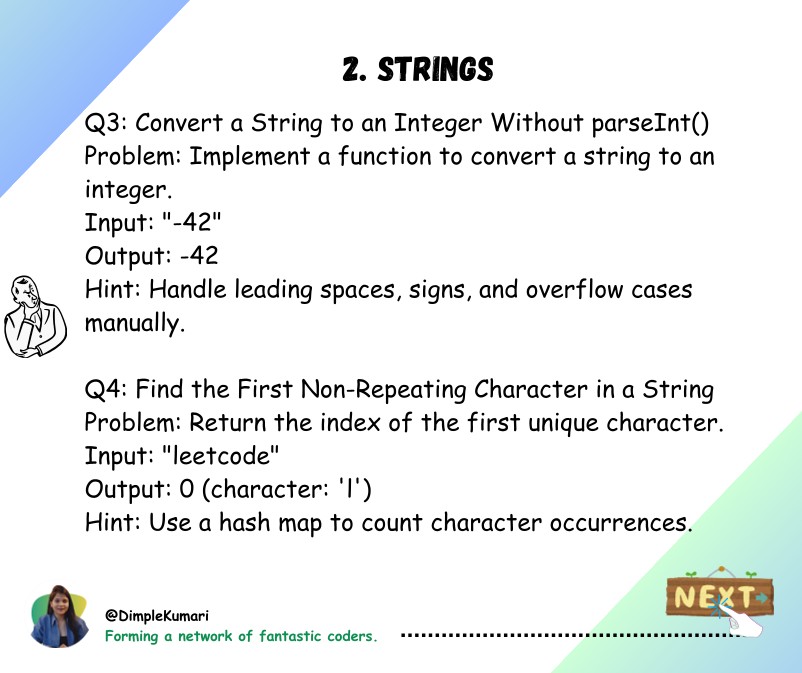 2. STRINGS
Q3: Convert a String to an Integer Without parseInt()
Problem: Implement a function to convert a string to an
integer.
Input: "-42"
Output: -42
Hint: Handle leading spaces, signs, and overflow cases
manually.
Q4: Find the First Non-Repeating Character in a String
Problem: Return the index of the first unique character.
Input: "leetcode"
Output: 0 (character: 'l')
Hint: Use a hash map to count character occurrences.
@DimpleKumari
Forming a network of fantastic coders.
NEXT